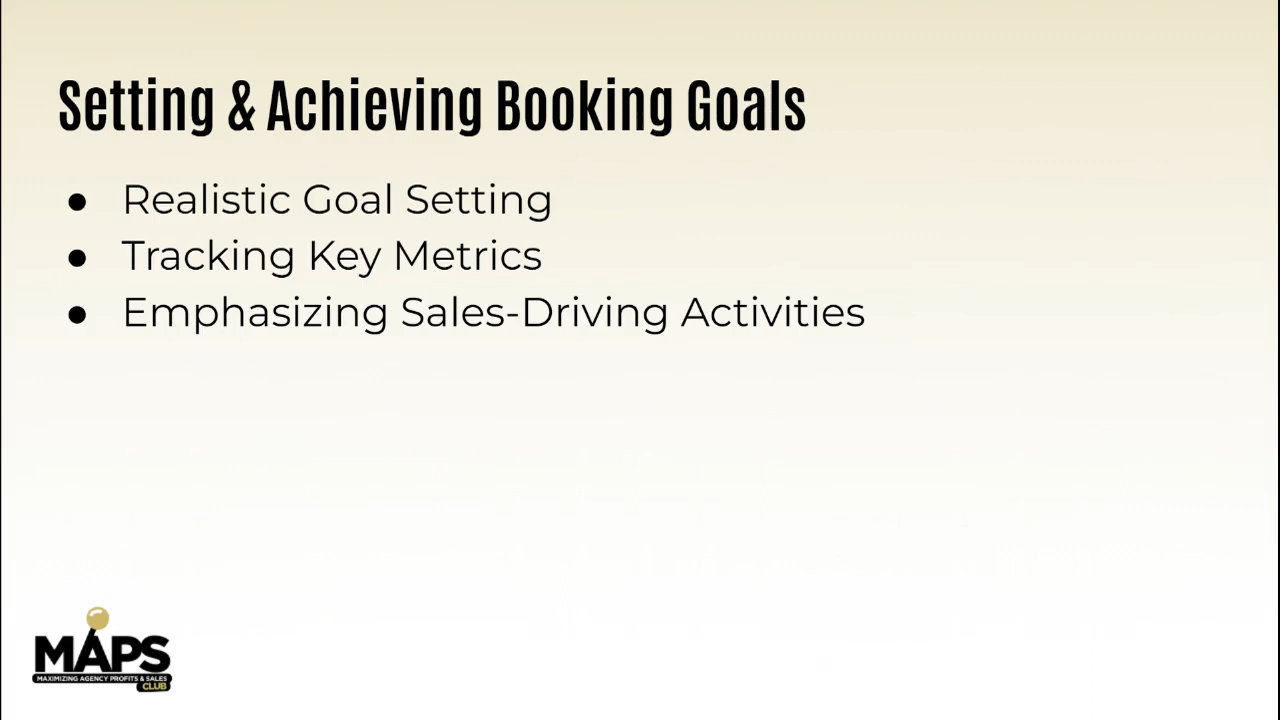 Setting & Achieving Booking Goals
● Realistic Goal Setting
● Tracking Key Metrics
● Emphasizing Sales-Driving Activities
MAPS
MAXIMIZING AGENCY PROFITS & SALES
CLUB